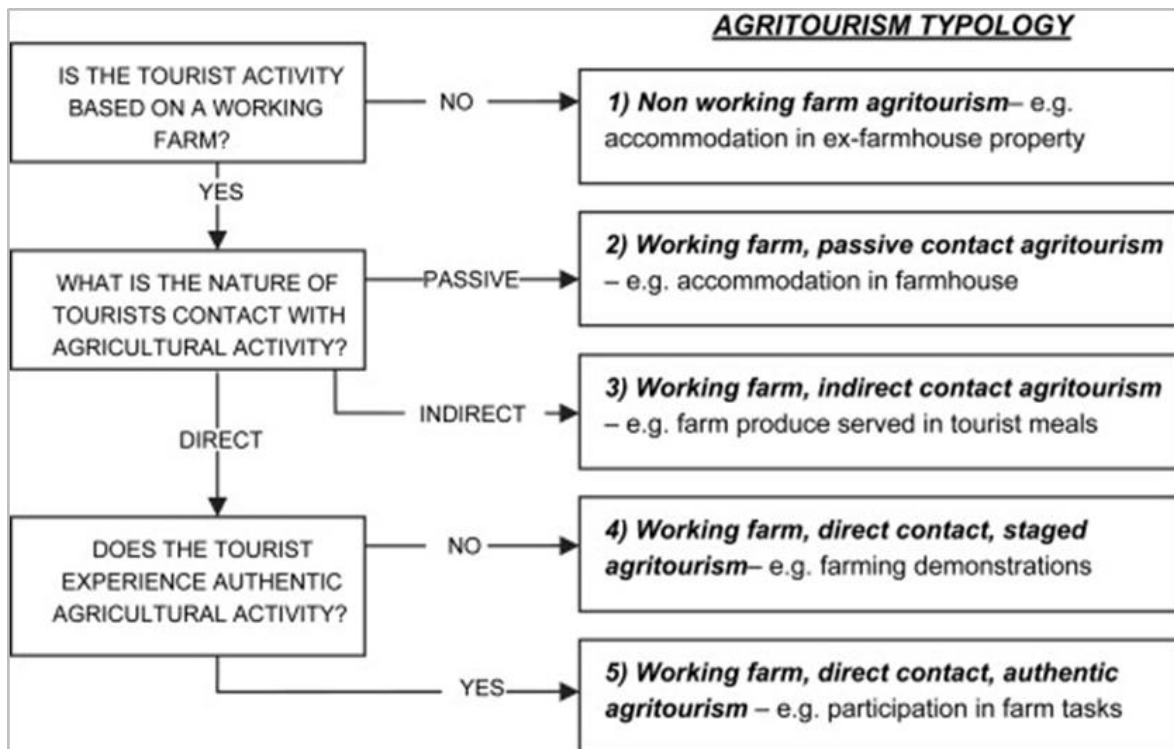 AGRITOURISM TYPOLOGY
IS THE TOURIST ACTIVITY
BASED ON A WORKING
FARM?
NO
1) Non working farm agritourism– e.g.
accommodation in ex-farmhouse property
YES
WHAT IS THE NATURE OF
TOURISTS CONTACT WITH
AGRICULTURAL ACTIVITY?
PASSIVE
2) Working farm, passive contact agritourism
– e.g. accommodation in farmhouse
INDIRECT
3) Working farm, indirect contact agritourism
– e.g. farm produce served in tourist meals
DIRECT
DOES THE TOURIST
EXPERIENCE AUTHENTIC
AGRICULTURAL ACTIVITY?
NO
4) Working farm, direct contact, staged
agritourism– e.g. farming demonstrations
YES
5) Working farm, direct contact, authentic
agritourism – e.g. participation in farm tasks